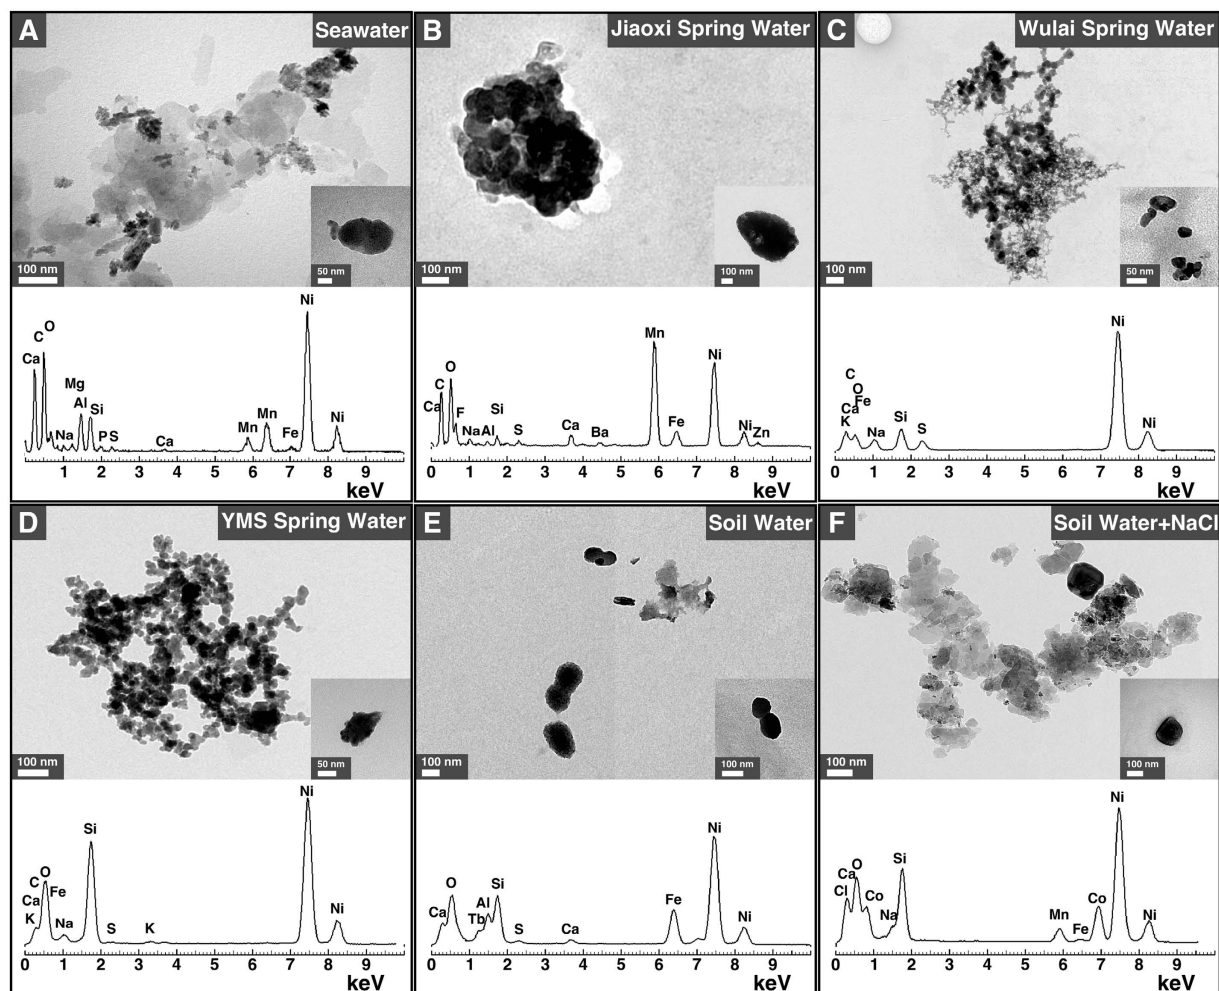 A
Seawater
100 nm
50 nm
Ni
C
O
Ca
Mg
Al
Si
Na
P
S
Ca
Mn
Mn
Fe
Ni
1 2 3 4 5 6 7 8 9
keV
B
Jiaoxi Spring Water
100 nm
100 nm
Mn
Ni
O
C
Ca
F
Si
Na
Al
S
Ca
Ba
Fe
Ni
Zn
0 1 2 3 4 5 6 7 8 9
keV
C
Wulai Spring Water
100 nm
50 nm
Ni
C
O
Fe
Ca
K
Na
Si
S
Ni
0 1 2 3 4 5 6 7 8 9
keV
D
YMS Spring Water
100 nm
50 nm
Ni
Si
O
C
Fe
Ca
K
Na
S
K
Ni
0 1 2 3 4 5 6 7 8 9
keV
E
Soil Water
100 nm
100 nm
Ni
O
Si
Al
Ca
Tb
S
Ca
Fe
Ni
0 1 2 3 4 5 6 7 8 9
keV
F
Soil Water+NaCl
100 nm
100 nm
Ni
O
Ca
Cl
Co
Si
Na
Mn
Fe
Co
Ni
0 1 2 3 4 5 6 7 8 9
keV